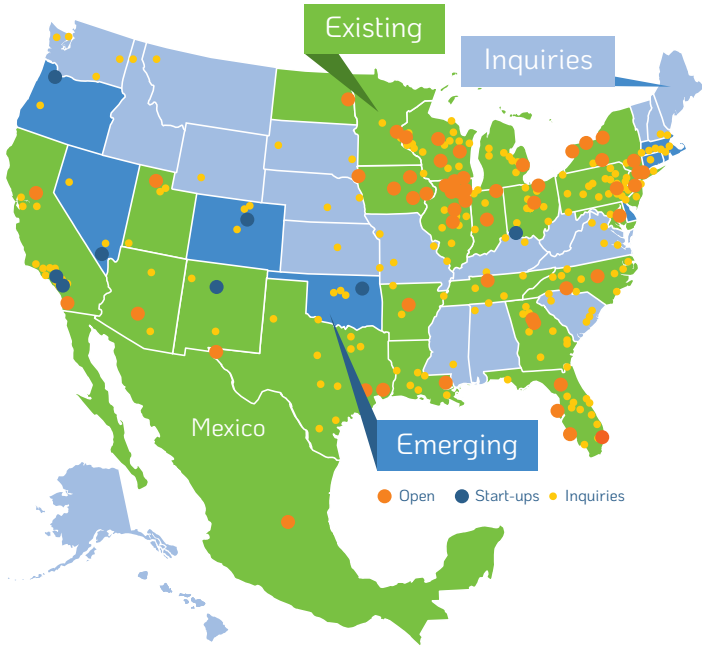 Existing
Inquiries
Mexico
Emerging
Open Start-ups Inquiries